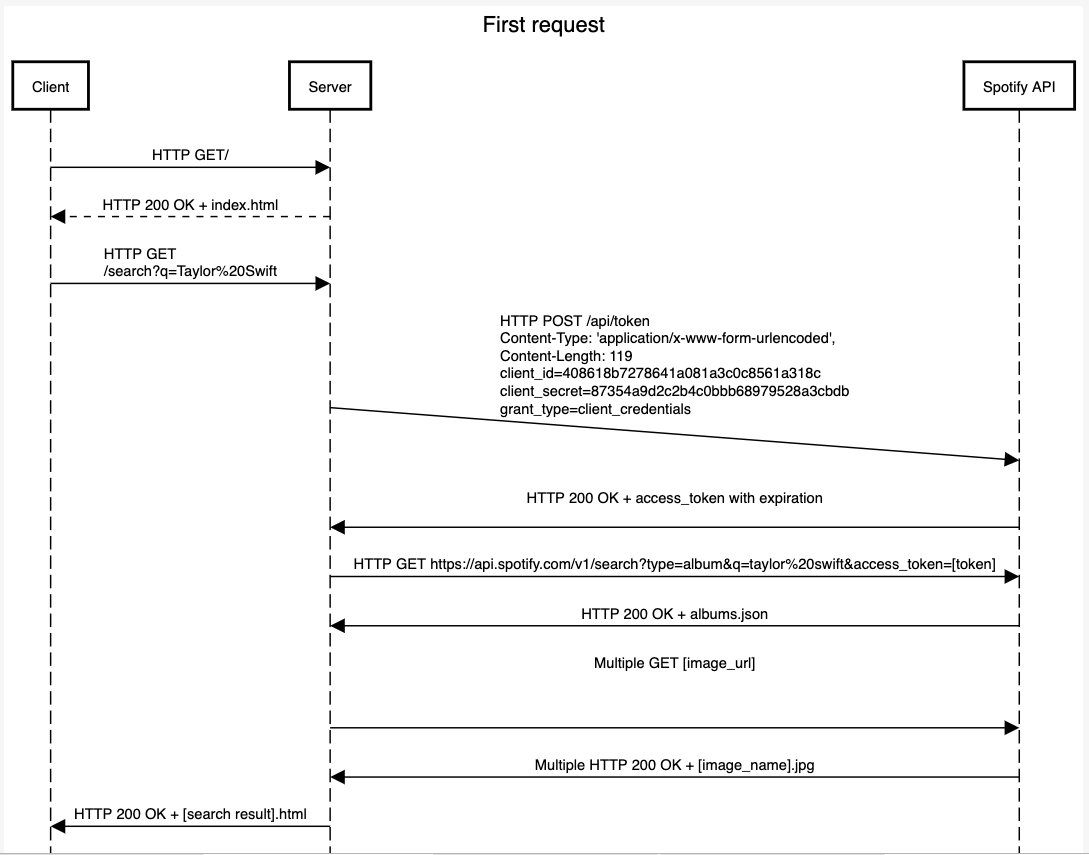 First request
Client
Server
Spotify API
HTTP GET/
HTTP 200 OK + index.html
HTTP GET
/search?q=Taylor%20Swift
HTTP POST /api/token
Content-Type: 'application/x-www-form-urlencoded',
Content-Length: 119
client_id=408618b7278641a081a3c0c8561a318c
client_secret=87354a9d2c2b4c0bbb68979528a3cbdb
grant_type=client_credentials
HTTP 200 OK + access_token with expiration
HTTP GET https://api.spotify.com/v1/search?type=album&q=taylor%20swift&access_token=[token]
HTTP 200 OK + albums.json
Multiple GET [image_url]
Multiple HTTP 200 OK + [image_name].jpg
HTTP 200 OK + [search result].html